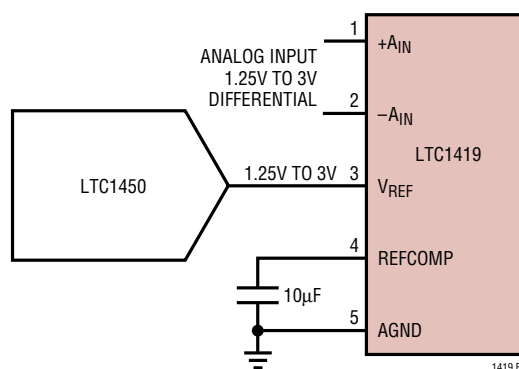 1
+AIN
ANALOG INPUT
1.25V TO 3V
DIFFERENTIAL
2
–AIN
LTC1419
LTC1450
1.25V TO 3V
3
VREF
4
REFCOMP
10µF
5
AGND